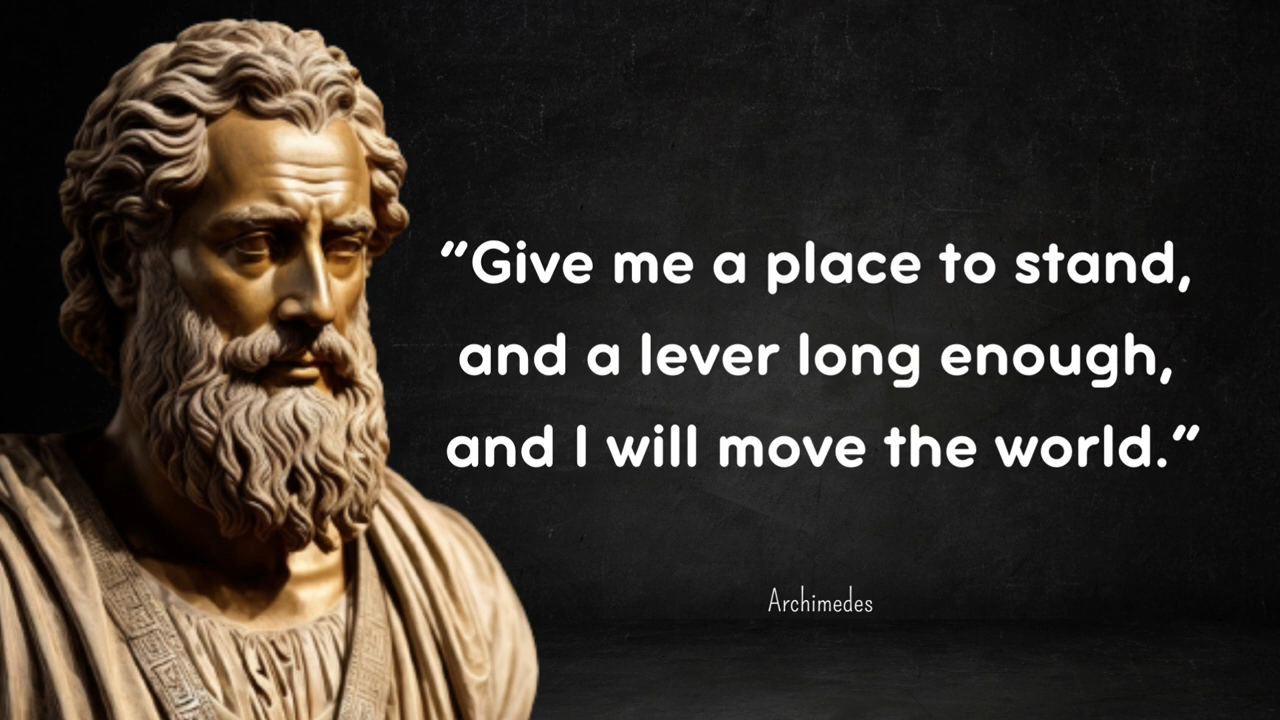 “Give me a place to stand,
and a lever long enough,
and I will move the world.”
Archimedes